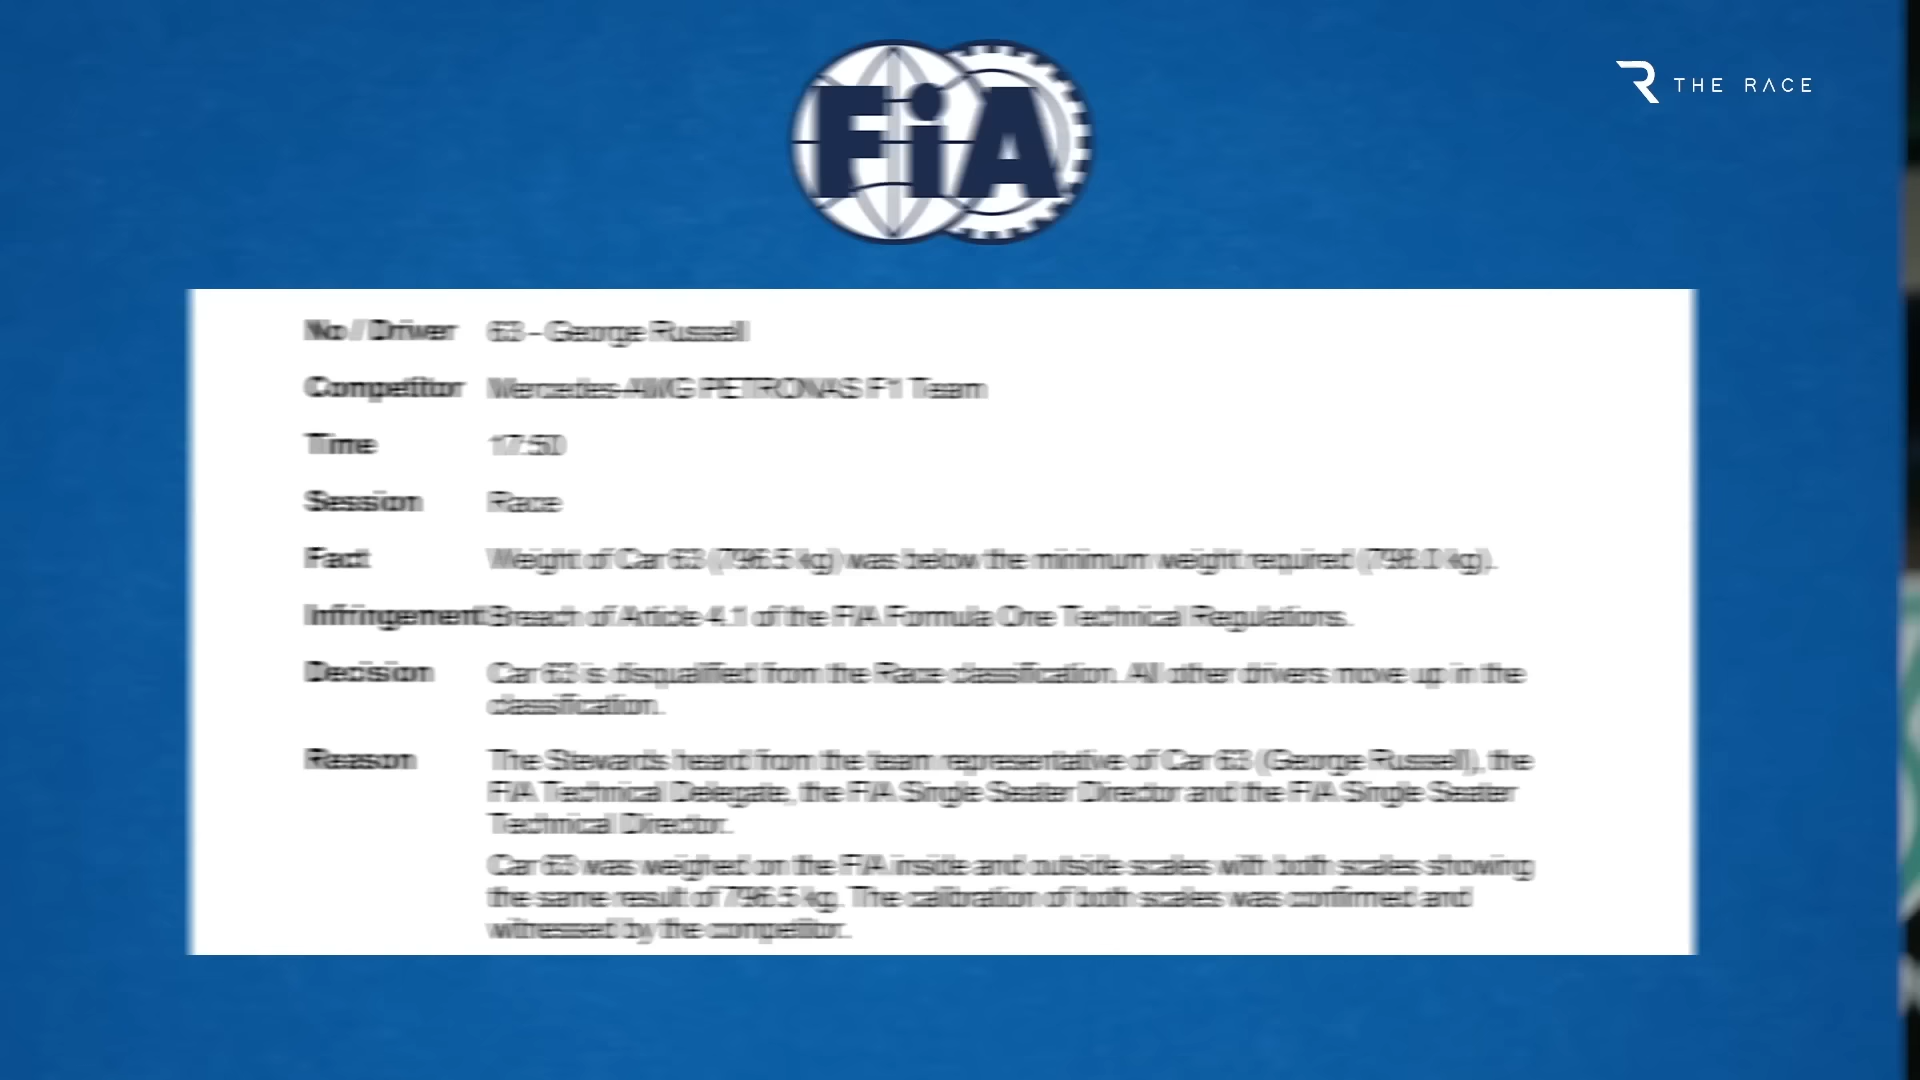 FiA
THE RACE
No / Driver 63 - George Russell
Competitor Mercedes-AMG PETRONAS F1 Team
Time 17:50
Session Race
Fact Weight of Car 63 (796.5 kg) was below the minimum weight required (798.0 kg).
Infringement Breach of Article 4.1 of the FIA Formula One Technical Regulations.
Decision Car 63 is disqualified from the Race classification. All other drivers move up in the
classification.
Reason The Stewards heard from the team representative of Car 63 (George Russell), the
FIA Technical Delegate, the FIA Single Seater Director and the FIA Single Seater
Technical Director.
Car 63 was weighed on the FIA inside and outside scales with both scales showing
the same result of 796.5 kg. The calibration of both scales was confirmed and
witnessed by the competitor.